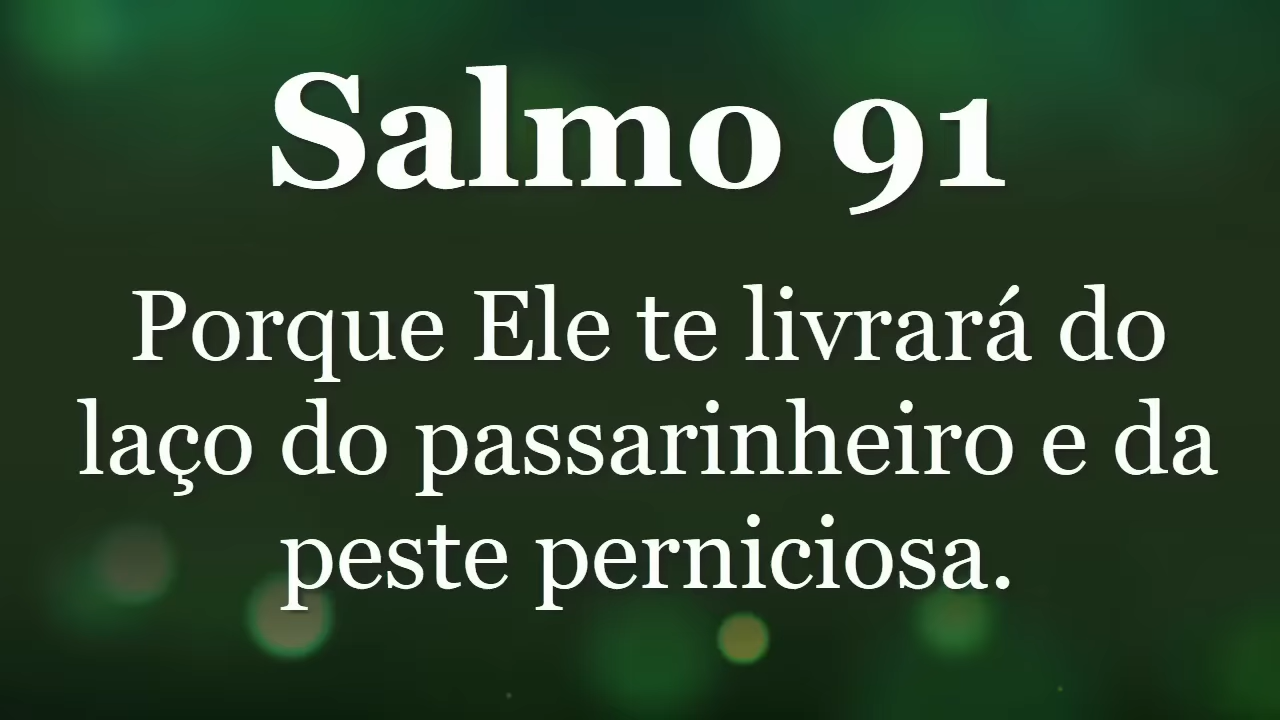 Salmo 91
Porque Ele te livrará do
laço do passarinheiro e da
peste perniciosa.